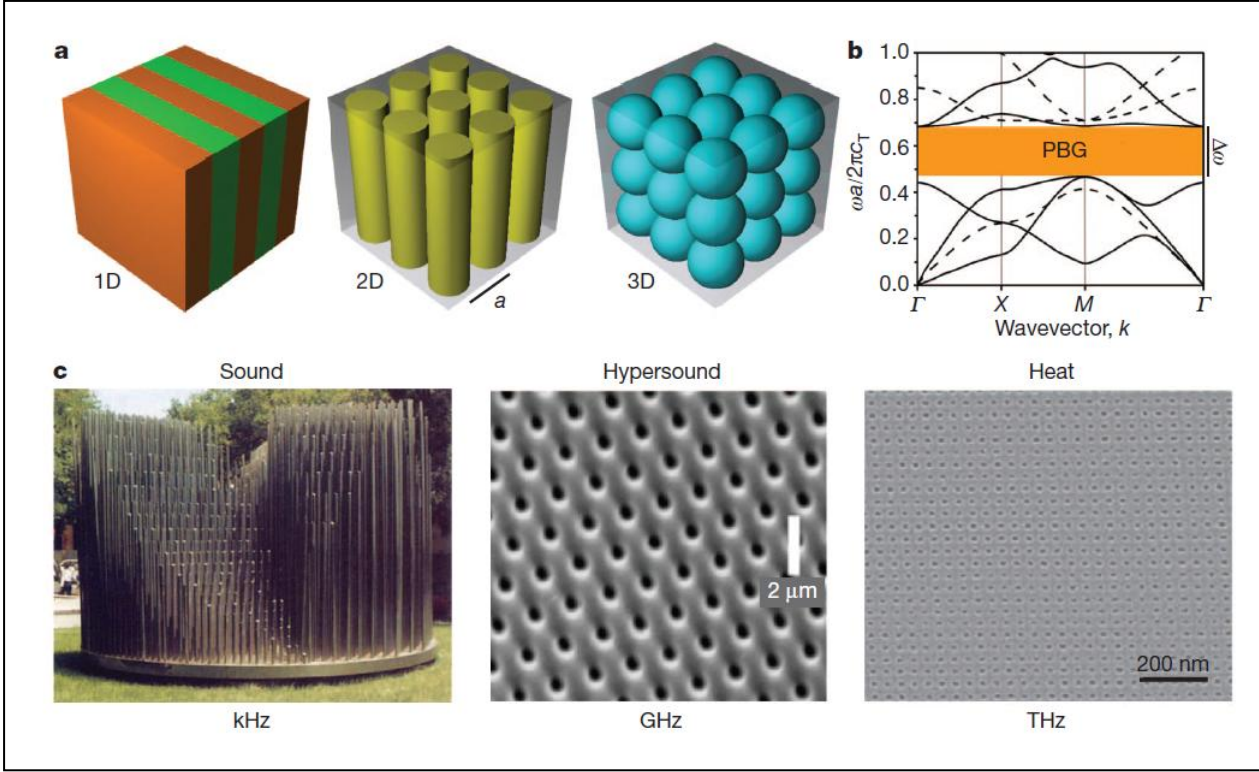 a
1D
2D
a
3D
b
1.0
0.8
0.6
0.4
0.2
0.0
ωa/2πc_T
PBG
Δω
Γ X M Γ
Wavevector, k
c
Sound Hypersound Heat
2 μm
200 nm
kHz GHz THz